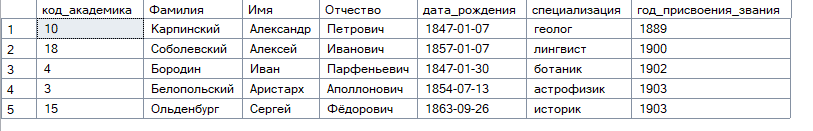 код_академика Фамилия Имя Отчество дата_рождения специализация год_присвоения_звания
1 10 Карпинский Александр Петрович 1847-01-07 геолог 1889
2 18 Соболевский Алексей Иванович 1857-01-07 лингвист 1900
3 4 Бородин Иван Парфеньевич 1847-01-30 ботаник 1902
4 3 Белопольский Аристарх Аполлонович 1854-07-13 астрофизик 1903
5 15 Ольденбург Сергей Фёдорович 1863-09-26 историк 1903